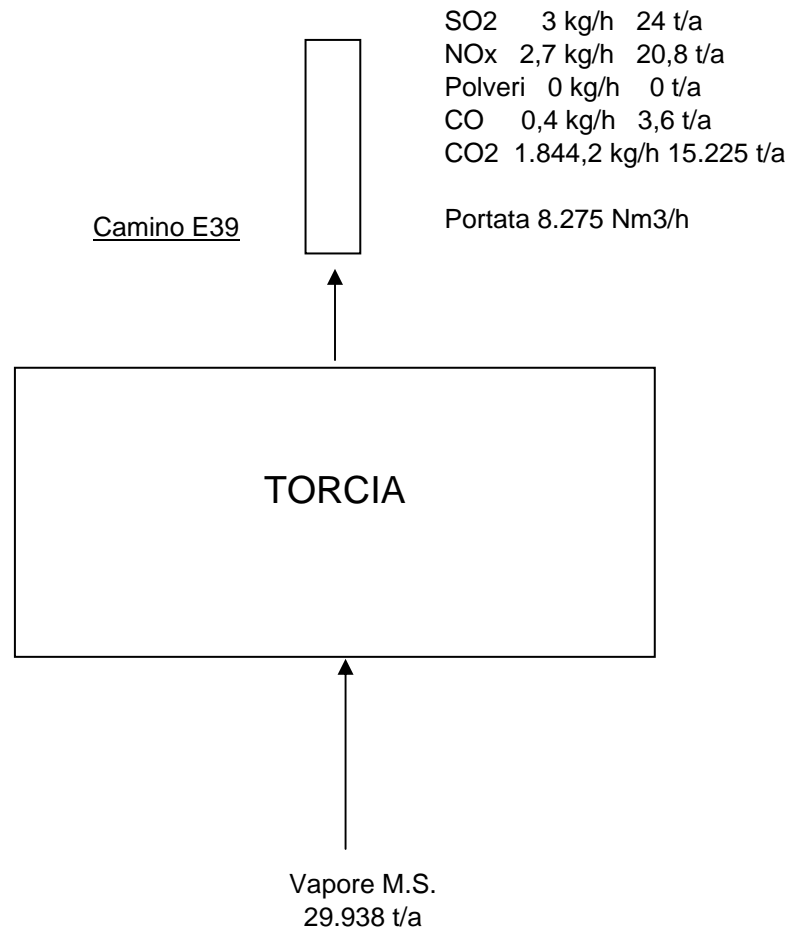 SO2 3 kg/h 24 t/a
NOx 2,7 kg/h 20,8 t/a
Polveri 0 kg/h 0 t/a
CO 0,4 kg/h 3,6 t/a
CO2 1.844,2 kg/h 15.225 t/a
Portata 8.275 Nm3/h
Camino E39
TORCIA
Vapore M.S.
29.938 t/a